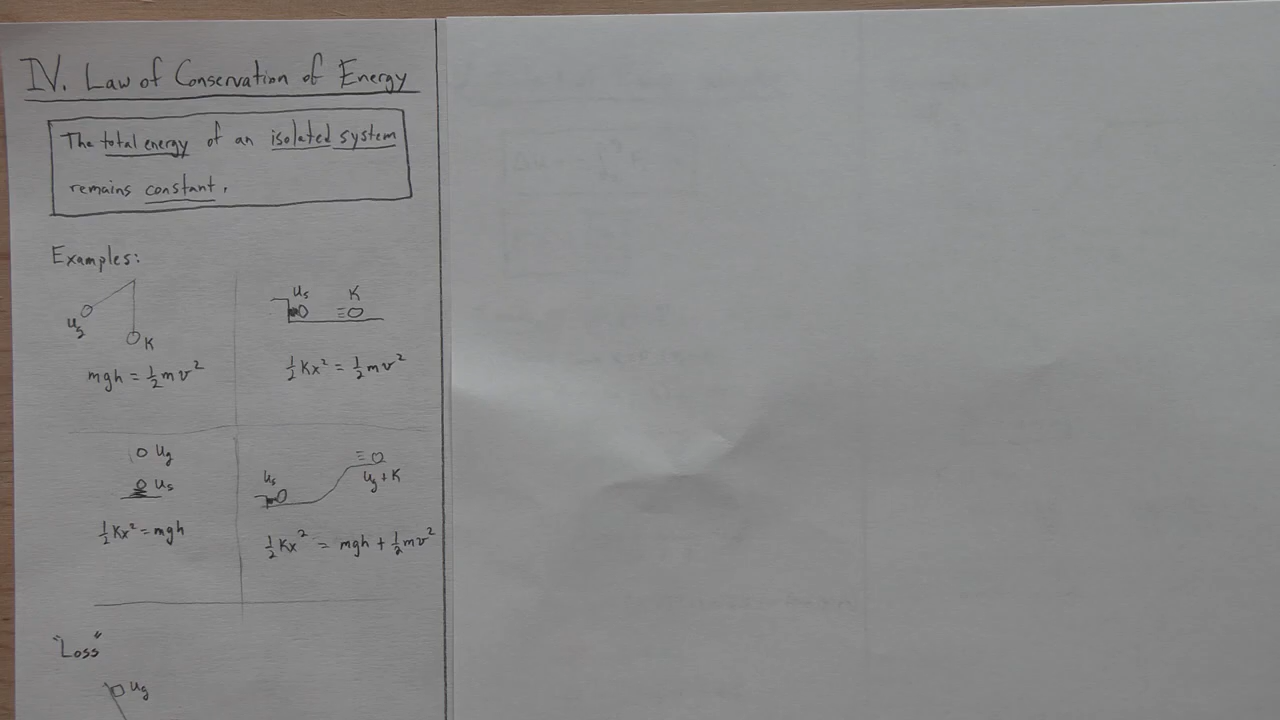 IV. Law of Conservation of Energy
The total energy of an isolated system
remains constant.
Examples:
Ug
K
mgh = ½mv²
Us K
½Kx² = ½mv²
Ug
Us
½Kx² = mgh
Us
Ug + K
½Kx² = mgh + ½mv²
"Loss"
Ug